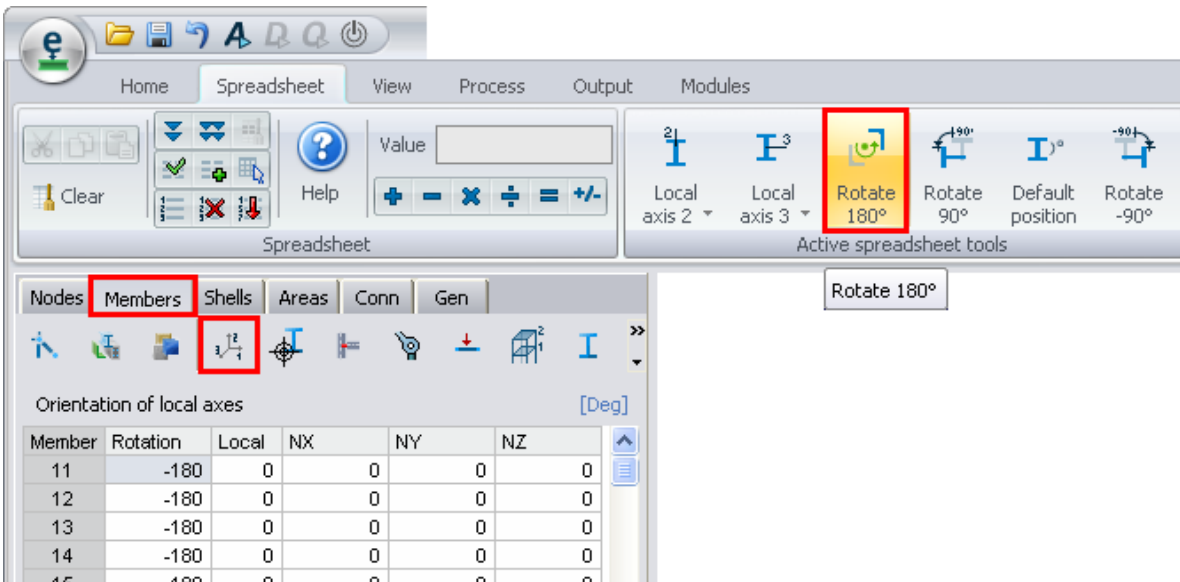 Home Spreadsheet View Process Output Modules
Value
Clear
Help
Spreadsheet
Local axis 2
Local axis 3
Rotate 180°
Rotate 90°
Default position
Rotate -90°
Active spreadsheet tools
Rotate 180°
Nodes Members Shells Areas Conn Gen
Orientation of local axes [Deg]
Member Rotation Local NX NY NZ
11 -180 0 0 0 0
12 -180 0 0 0 0
13 -180 0 0 0 0
14 -180 0 0 0 0